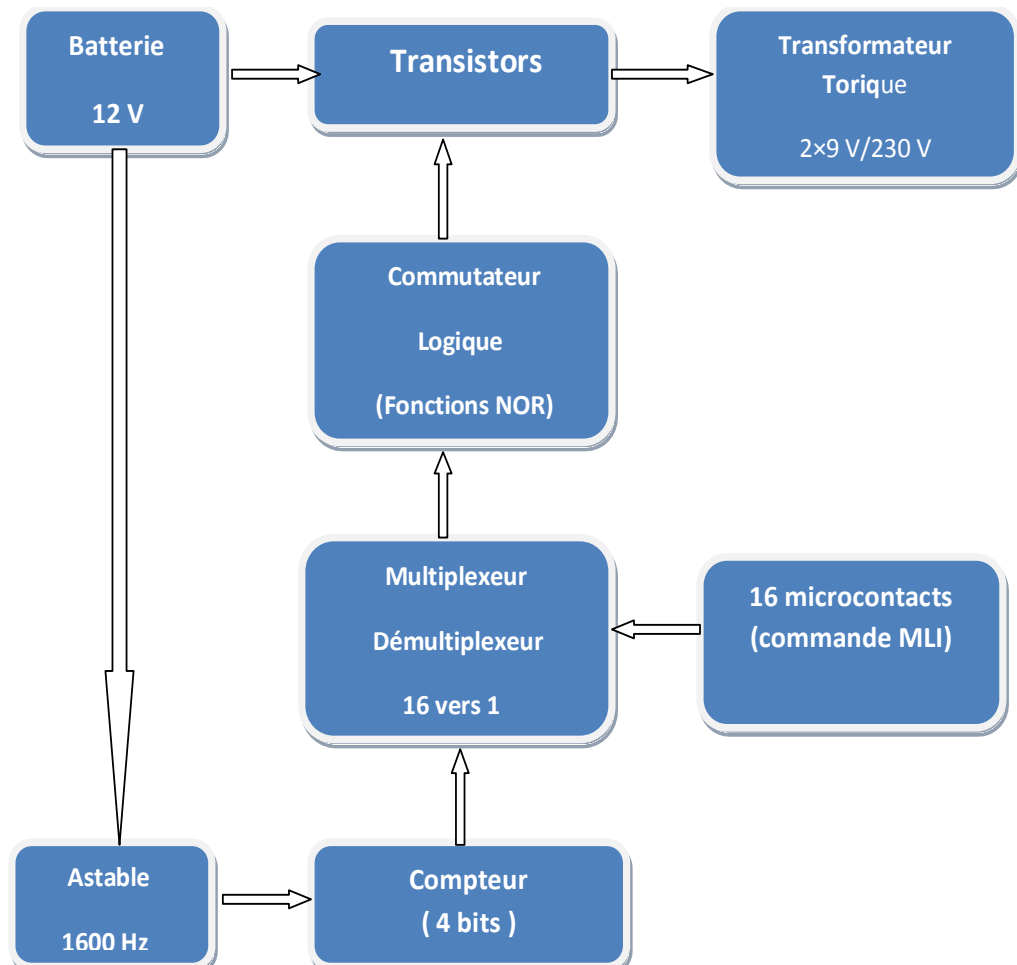 Batterie
12 V
Transistors
Transformateur
Torique
2×9 V/230 V
Commutateur
Logique
(Fonctions NOR)
Multiplexeur
Démultiplexeur
16 vers 1
16 microcontacts
(commande MLI)
Astable
1600 Hz
Compteur
( 4 bits )